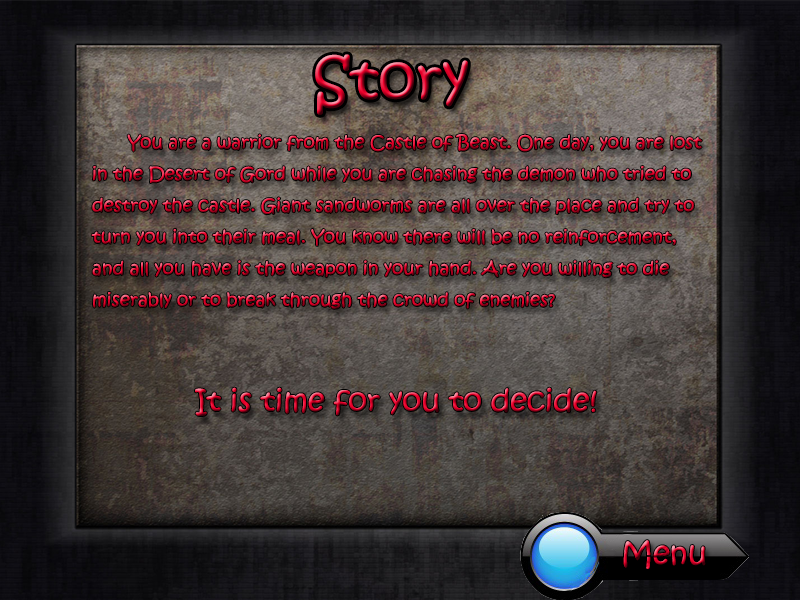 Story
You are a warrior from the Castle of Beast. One day, you are lost
in the Desert of Gord while you are chasing the demon who tried to
destroy the castle. Giant sandworms are all over the place and try to
turn you into their meal. You know there will be no reinforcement,
and all you have is the weapon in your hand. Are you willing to die
miserably or to break through the crowd of enemies?
It is time for you to decide!
Menu